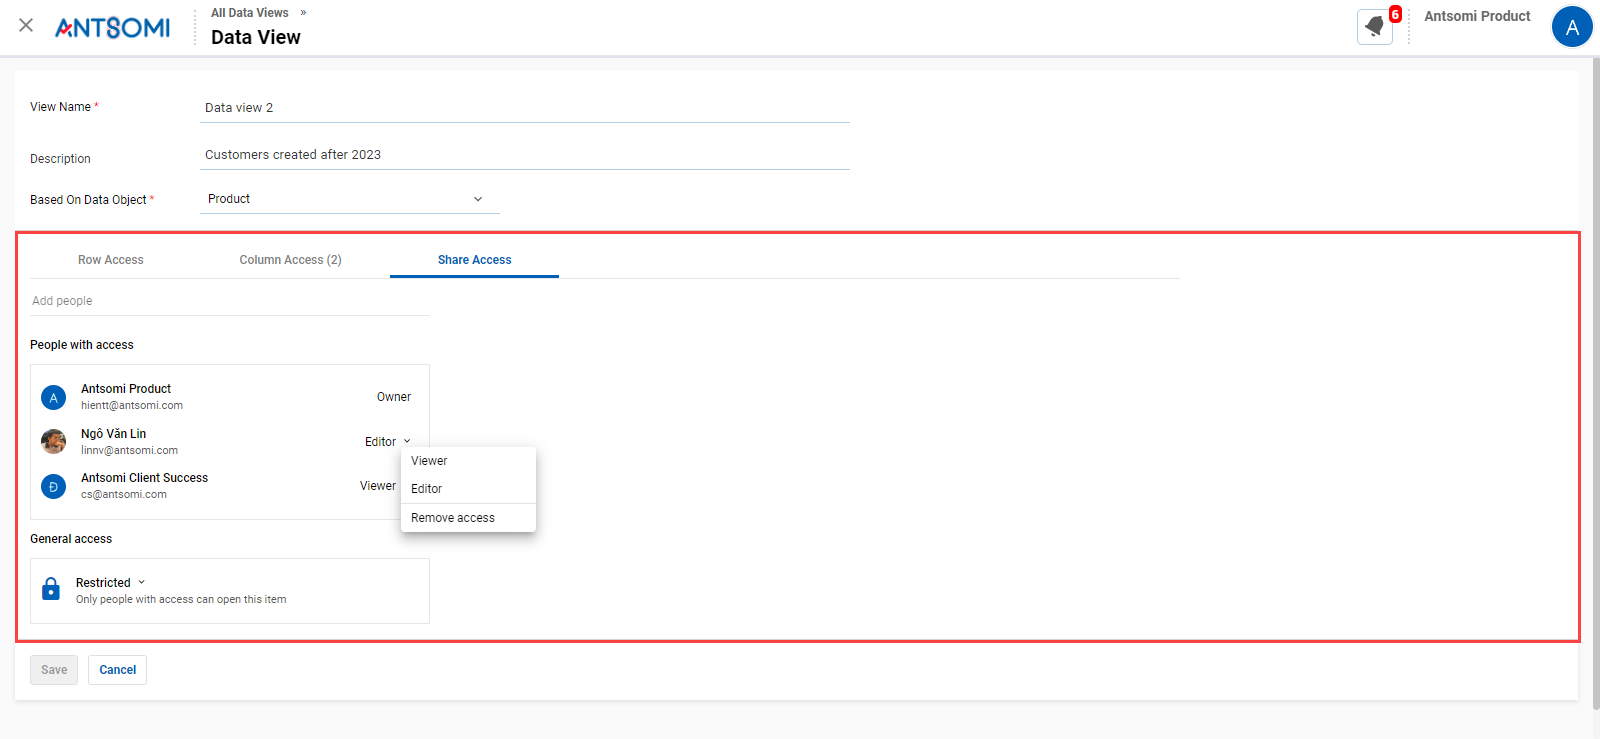 ANTSOMI
All Data Views »
Data View
6
Antsomi Product
A
View Name *
Data view 2
Description
Customers created after 2023
Based On Data Object *
Product
Row Access
Column Access (2)
Share Access
Add people
People with access
A
Antsomi Product
hientt@antsomi.com
Owner
Ngô Văn Lin
linnv@antsomi.com
Editor
Đ
Antsomi Client Success
cs@antsomi.com
Viewer
Viewer
Editor
Remove access
General access
Restricted
Only people with access can open this item
Save
Cancel